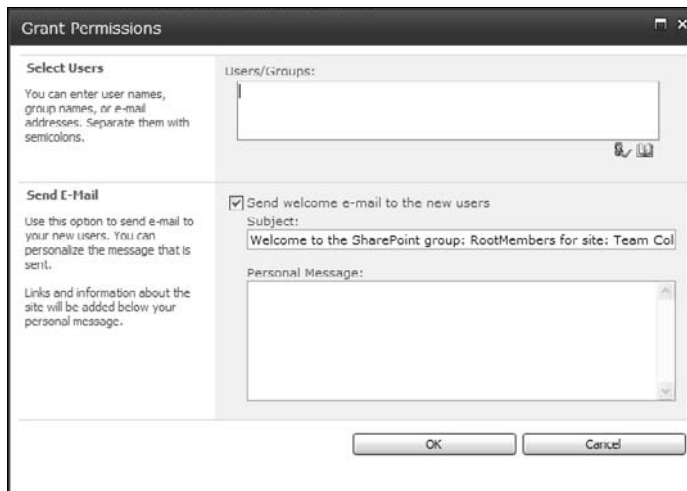 Grant Permissions
Select Users
You can enter user names,
group names, or e-mail
addresses. Separate them with
semicolons.
Users/Groups:
Send E-Mail
Use this option to send e-mail to
your new users. You can
personalize the message that is
sent.
Links and information about the
site will be added below your
personal message.
Send welcome e-mail to the new users
Subject:
Welcome to the SharePoint group: RootMembers for site: Team Col
Personal Message:
OK
Cancel